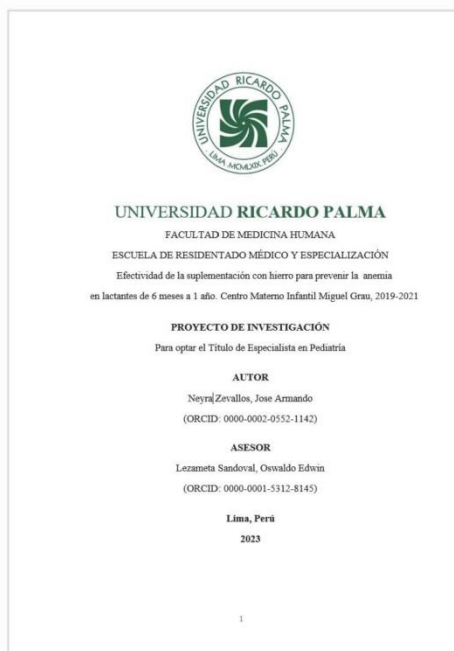 UNIVERSIDAD RICARDO PALMA
LIMA MCMLXIX PERÚ
UNIVERSIDAD RICARDO PALMA
FACULTAD DE MEDICINA HUMANA
ESCUELA DE RESIDENTADO MÉDICO Y ESPECIALIZACIÓN
Efectividad de la suplementación con hierro para prevenir la anemia
en lactantes de 6 meses a 1 año. Centro Materno Infantil Miguel Grau, 2019-2021
PROYECTO DE INVESTIGACIÓN
Para optar el Título de Especialista en Pediatría
AUTOR
Neyra Zevallos, Jose Armando
(ORCID: 0000-0002-0552-1142)
ASESOR
Lezameta Sandoval, Oswaldo Edwin
(ORCID: 0000-0001-5312-8145)
Lima, Perú
2023
1